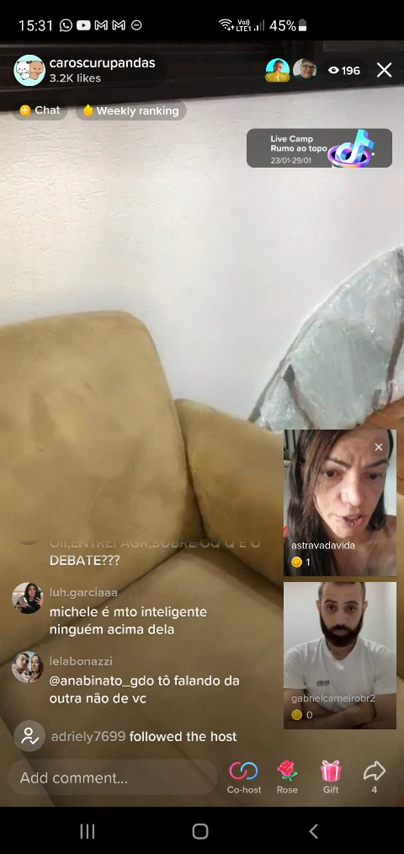 15:31
Vo))
LTE1
45%
caroscurupandas
3.2K likes
196
Chat
Weekly ranking
Live Camp
Rumo ao topo
23/01-29/01
DEBATE???
luh.garciaaa
michele é mto inteligente
ninguém acima dela
lelabonazzi
@anabinato_gdo tô falando da
outra não de vc
adriely7699 followed the host
astravadavida
1
gabrielcarneirobr2
0
Add comment...
Co-host
Rose
Gift
4